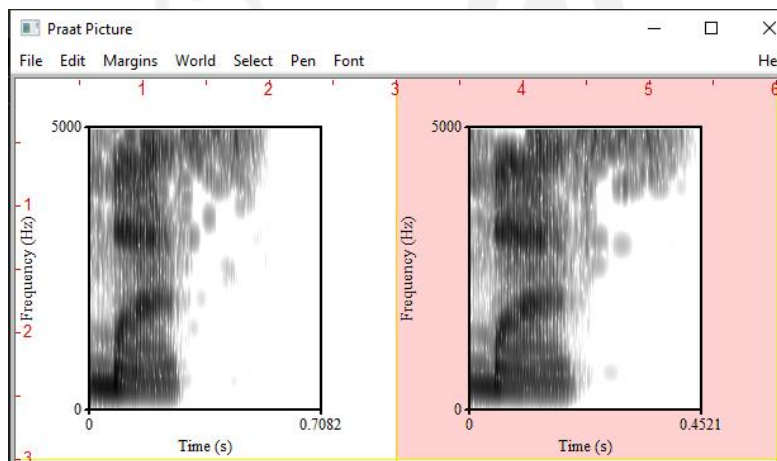 Praat Picture
File Edit Margins World Select Pen Font He
1 2 3 4 5 6
5000 5000
1
Frequency (Hz) Frequency (Hz)
2
0 0
0 0.7082 0 0.4521
Time (s) Time (s)
3